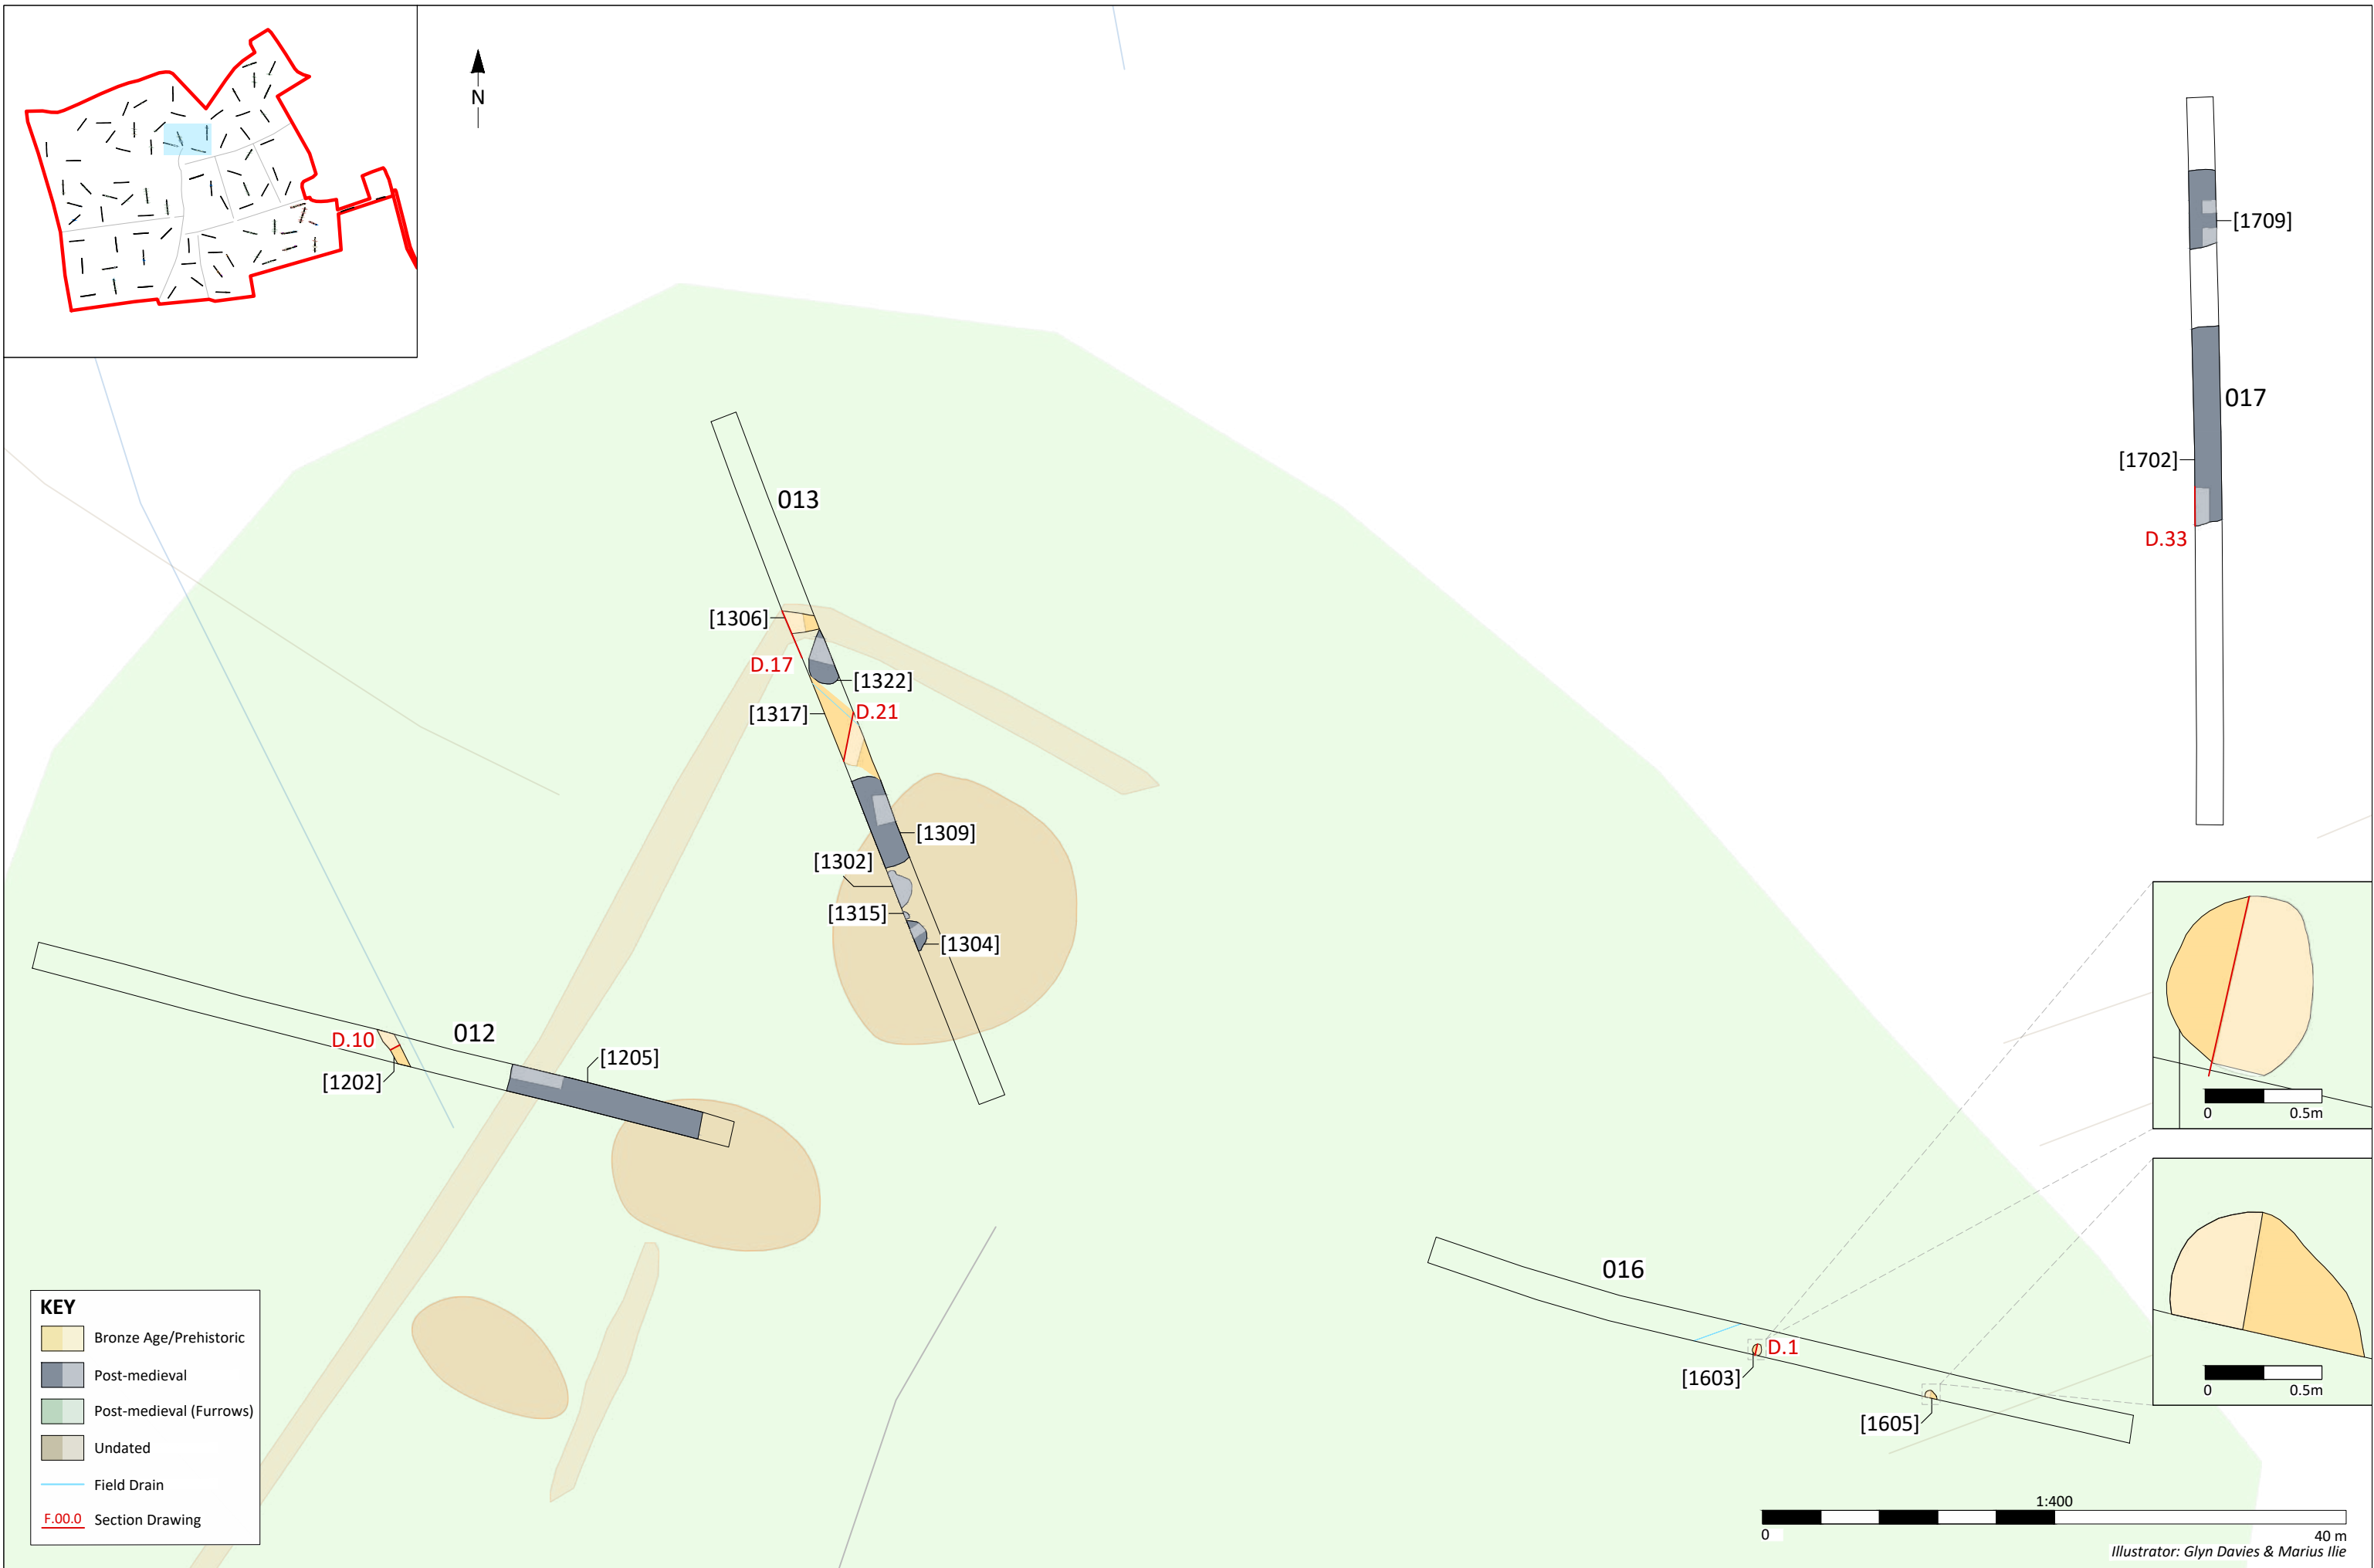 N
013
[1306]
D.17
[1322]
[1317]
D.21
[1309]
[1302]
[1315]
[1304]
[1709]
017
[1702]
D.33
D.10
012
[1202]
[1205]
016
D.1
[1603]
[1605]
0 0.5m
0 0.5m
KEY
Bronze Age/Prehistoric
Post-medieval
Post-medieval (Furrows)
Undated
Field Drain
F.00.0 Section Drawing
1:400
0 40 m
Illustrator: Glyn Davies & Marius Ilie